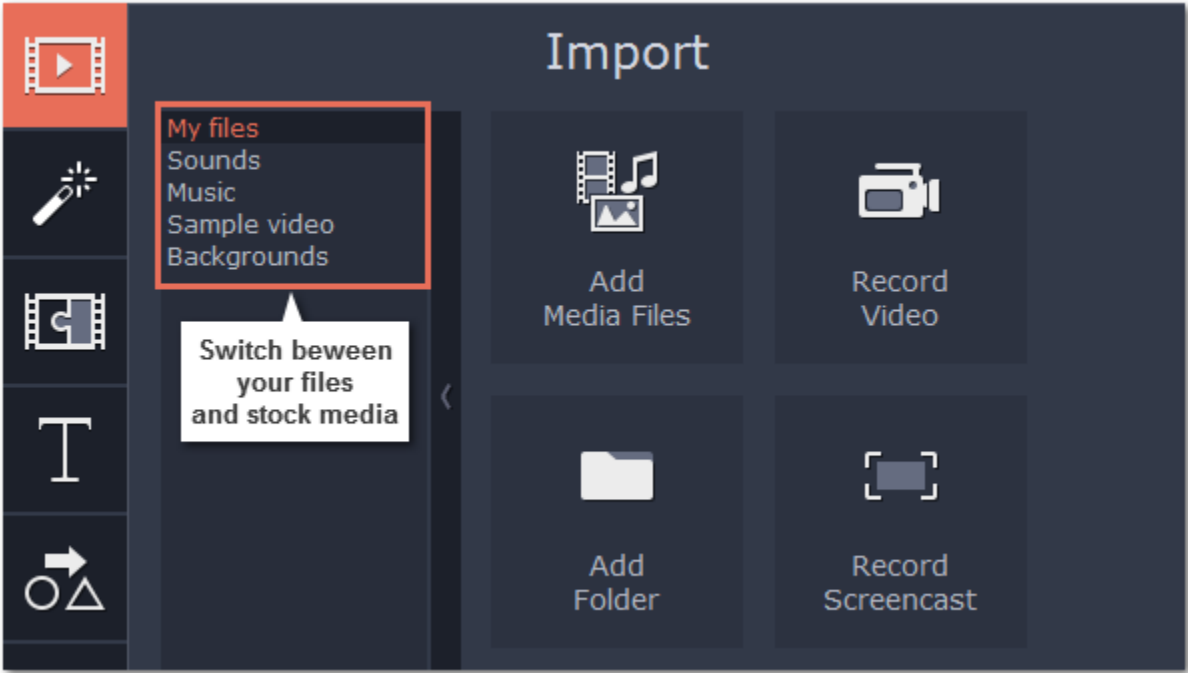 Import
My files
Sounds
Music
Sample video
Backgrounds
Switch beween
your files
and stock media
Add
Media Files
Record
Video
Add
Folder
Record
Screencast